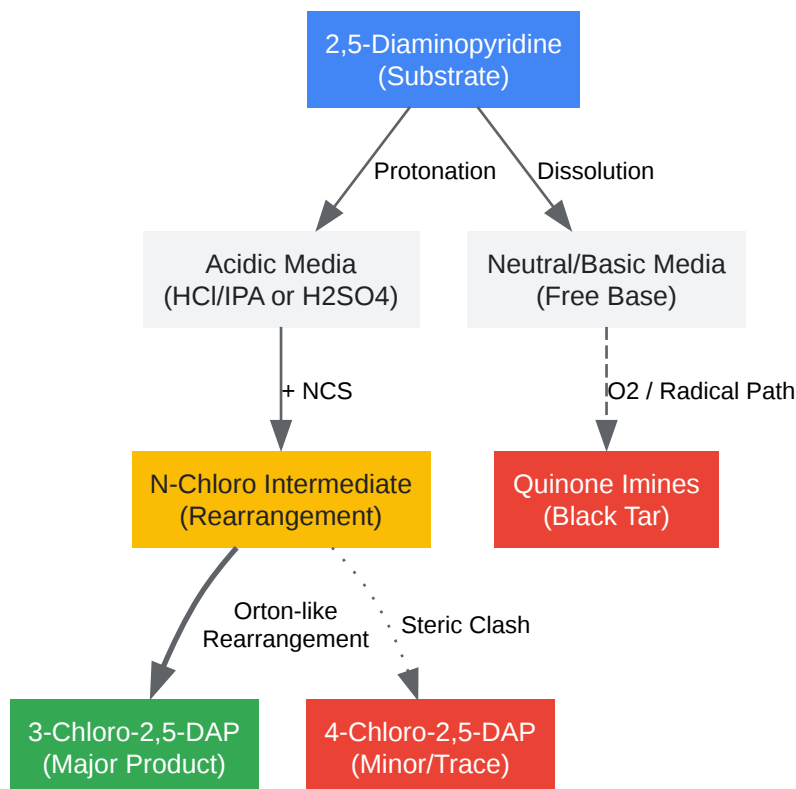 2,5-Diaminopyridine
(Substrate)
Protonation
Dissolution
Acidic Media
(HCl/IPA or H2SO4)
Neutral/Basic Media
(Free Base)
+ NCS
O2 / Radical Path
N-Chloro Intermediate
(Rearrangement)
Quinone Imines
(Black Tar)
Orton-like
Rearrangement
Steric Clash
3-Chloro-2,5-DAP
(Major Product)
4-Chloro-2,5-DAP
(Minor/Trace)